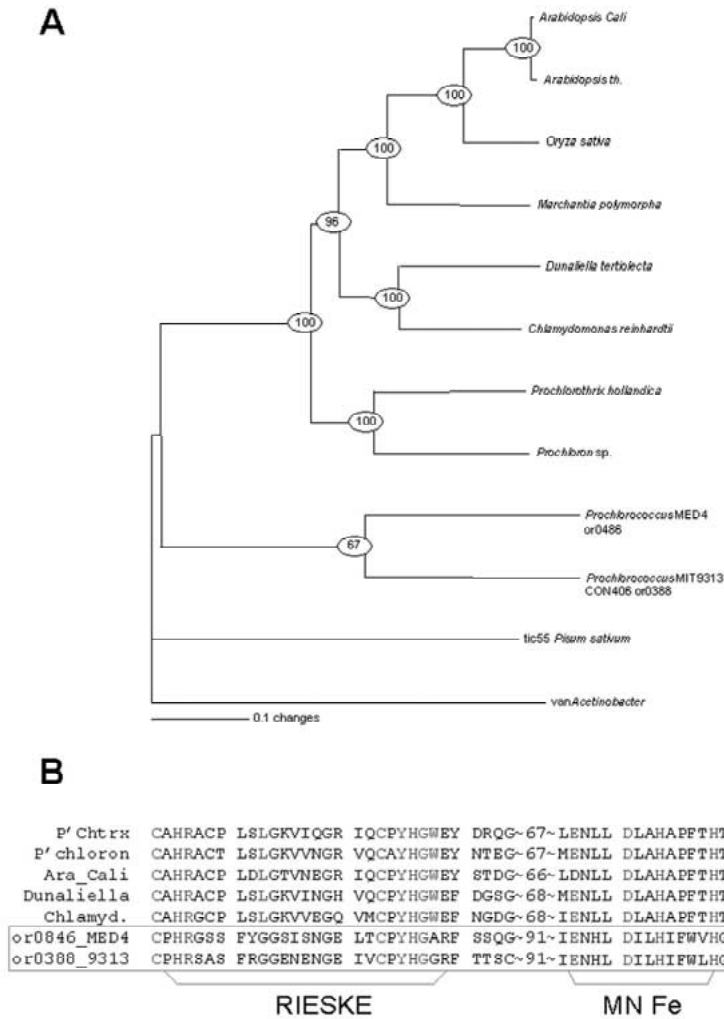 A
Arabidopsis Cali
100
Arabidopsis th.
100
Oryza sativa
100
Marchantia polymorpha
96
Dunaliella tertiolecta
100
Chlamydomonas reinhardtii
100
Prochlorothrix hollandica
100
Prochloron sp.
Prochlorococcus MED4
or0486
67
Prochlorococcus MIT9313
CON406 or0388
tic55 Pisum sativum
van Acetinobacter
0.1 changes
B
P'Chtrx CAHRACP LSLGKVIQGR IQCPYHGWEY DRQG~67~LENLL DLAHAPFTHT
P'chloron CAHRACT LSLGKVVNGR VQCAYHGWEY NTEG~67~MENLL DLAHAPFTHT
Ara_Cali CAHRACP LDLGTVNEGR IQCPYHGWEY STDG~66~LDNLL DLAHAPFTHT
Dunaliella CAHRACP LSLGKVINGH VQCPYHGWEF DGSG~68~MENLL DLAHAPFTHT
Chlamyd. CAHRGCP LSLGKVVEGQ VMCPYHGWEF NGDG~68~IENLL DLAHAPFTHT
or0846_MED4 CPHRGSS FYGGSISNGE LTCPYHGARF SSQG~91~IENHL DILHIFWVHG
or0388_9313 CPHRSAS FRGGENENGE IVCPYHGGRF TTSC~91~IENHL DILHIFWLHG
RIESKE MN Fe